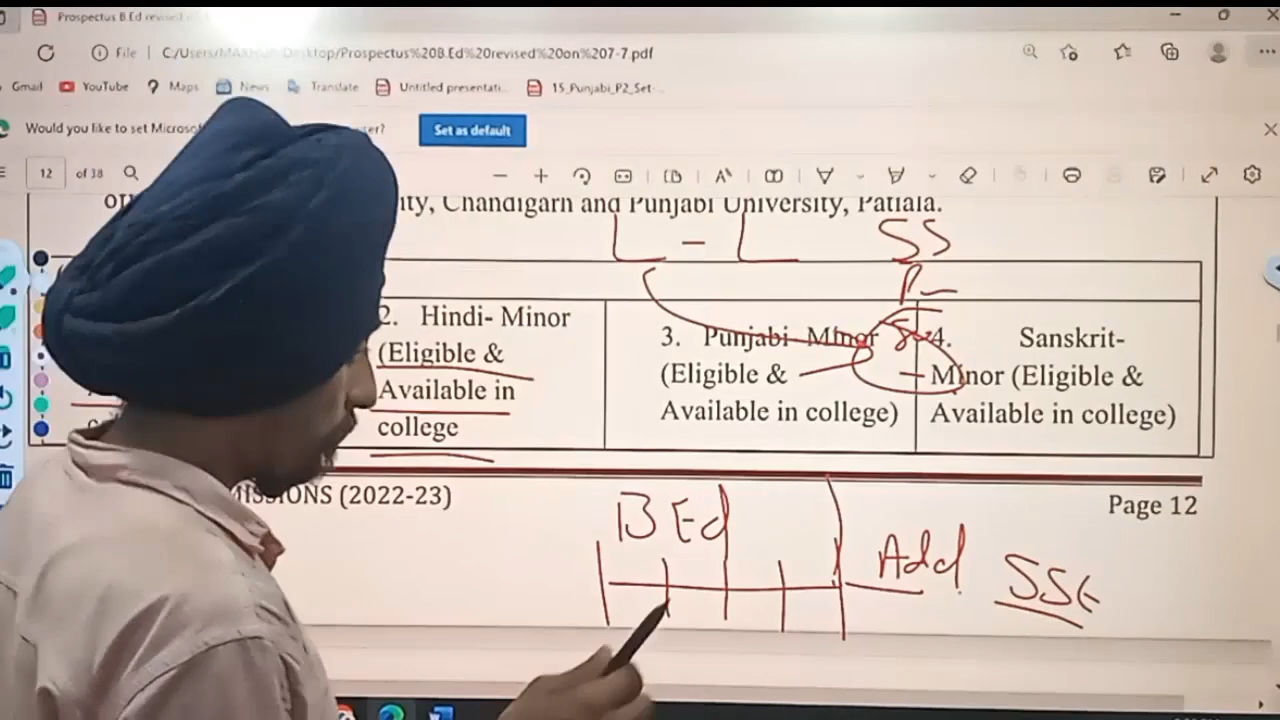 Prospectus B.Ed revised
File C:/Users/ Desktop/Prospectus%20B.Ed%20revised%20on%207-7.pdf
Gmail YouTube Maps News Translate Untitled presentati... 15_Punjabi_P2_Set-...
Would you like to set Set as default
12 of 38
ity, Chandigarh and Punjabi University, Patiala.
L - L SS
2. Hindi- Minor
(Eligible &
Available in
college
3. Punjabi- Minor
(Eligible &
Available in college)
4. Sanskrit-
Minor (Eligible &
Available in college)
MISSIONS (2022-23) Page 12
B Ed
Add SSE